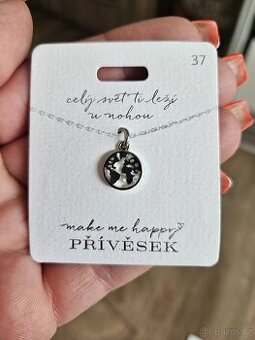 37
celý svět ti leží
u nohou
make me happy
PŘÍVĚSEK